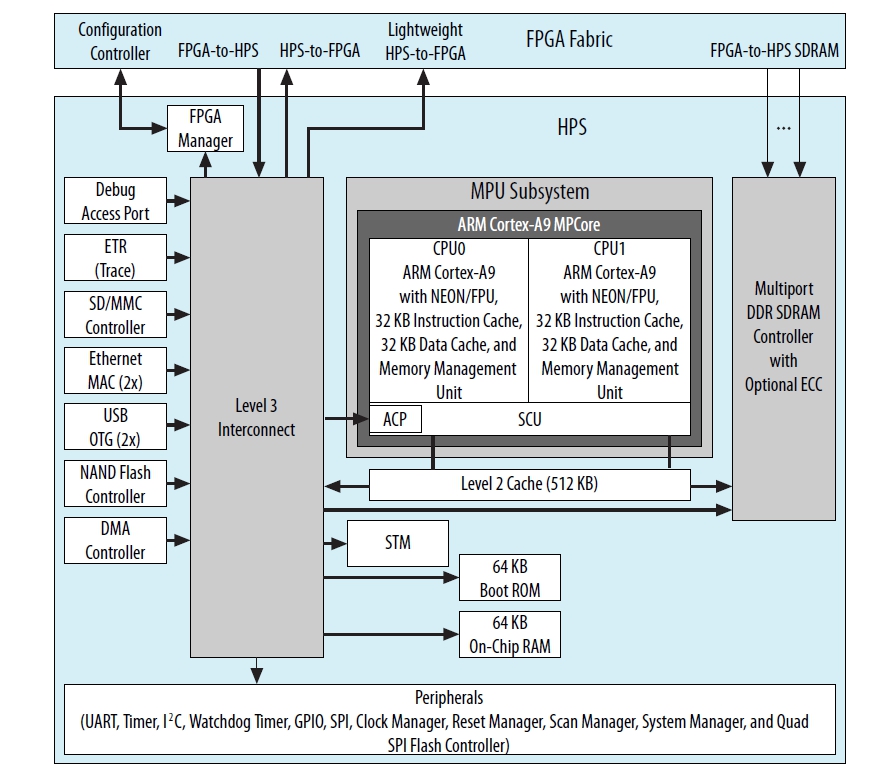 Configuration
Controller
FPGA-to-HPS
HPS-to-FPGA
Lightweight
HPS-to-FPGA
FPGA Fabric
FPGA-to-HPS SDRAM
FPGA
Manager
HPS
...
Debug
Access Port
ETR
(Trace)
SD/MMC
Controller
Ethernet
MAC (2x)
USB
OTG (2x)
NAND Flash
Controller
DMA
Controller
Level 3
Interconnect
MPU Subsystem
ARM Cortex-A9 MPCore
CPU0
ARM Cortex-A9
with NEON/FPU,
32 KB Instruction Cache,
32 KB Data Cache, and
Memory Management
Unit
CPU1
ARM Cortex-A9
with NEON/FPU,
32 KB Instruction Cache,
32 KB Data Cache, and
Memory Management
Unit
ACP
SCU
Level 2 Cache (512 KB)
Multiport
DDR SDRAM
Controller
with
Optional ECC
STM
64 KB
Boot ROM
64 KB
On-Chip RAM
Peripherals
(UART, Timer, I²C, Watchdog Timer, GPIO, SPI, Clock Manager, Reset Manager, Scan Manager, System Manager, and Quad
SPI Flash Controller)